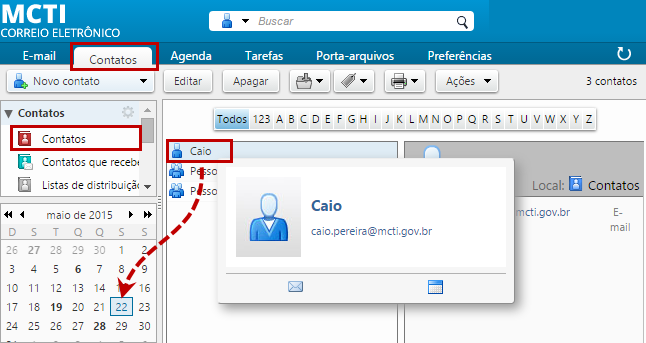 MCTI
CORREIO ELETRÔNICO
Buscar
E-mail Contatos Agenda Tarefas Porta-arquivos Preferências
Novo contato Editar Apagar Ações 3 contatos
Contatos
Contatos
Contatos que recebe
Listas de distribuição
Todos 123 A B C D E F G H I J K L M N O P Q R S T U V W X Y Z
Caio
Pesso
Pesso
Local: Contatos
mcti.gov.br E-mail
Caio
caio.pereira@mcti.gov.br
maio de 2015
D S T Q Q S S
26 27 28 29 30 1 2
3 4 5 6 7 8 9
10 11 12 13 14 15 16
17 18 19 20 21 22 23
24 25 26 27 28 29 30